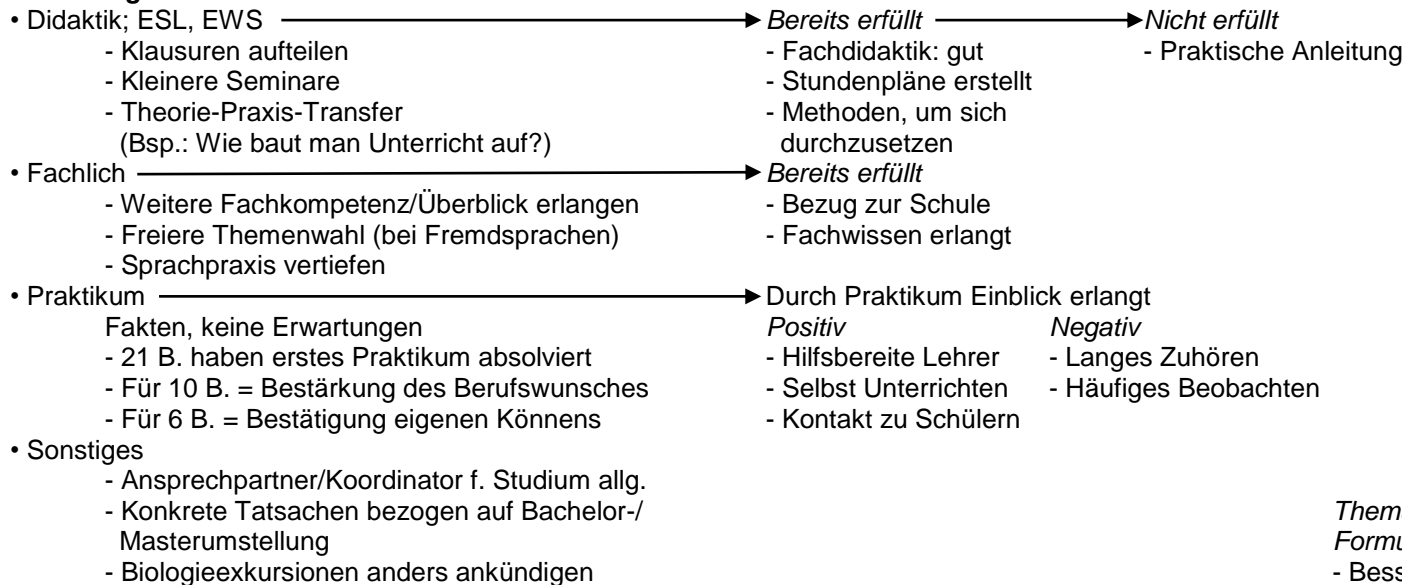 • Didaktik; ESL, EWS Bereits erfüllt Nicht erfüllt
- Klausuren aufteilen - Fachdidaktik: gut - Praktische Anleitung
- Kleinere Seminare - Stundenpläne erstellt
- Theorie-Praxis-Transfer - Methoden, um sich
(Bsp.: Wie baut man Unterricht auf?) durchzusetzen
• Fachlich Bereits erfüllt
- Weitere Fachkompetenz/Überblick erlangen - Bezug zur Schule
- Freiere Themenwahl (bei Fremdsprachen) - Fachwissen erlangt
- Sprachpraxis vertiefen
• Praktikum Durch Praktikum Einblick erlangt
Fakten, keine Erwartungen Positiv Negativ
- 21 B. haben erstes Praktikum absolviert - Hilfsbereite Lehrer - Langes Zuhören
- Für 10 B. = Bestärkung des Berufswunsches - Selbst Unterrichten - Häufiges Beobachten
- Für 6 B. = Bestätigung eigenen Könnens - Kontakt zu Schülern
• Sonstiges
- Ansprechpartner/Koordinator f. Studium allg.
- Konkrete Tatsachen bezogen auf Bachelor-/
Masterumstellung
- Biologieexkursionen anders ankündigen